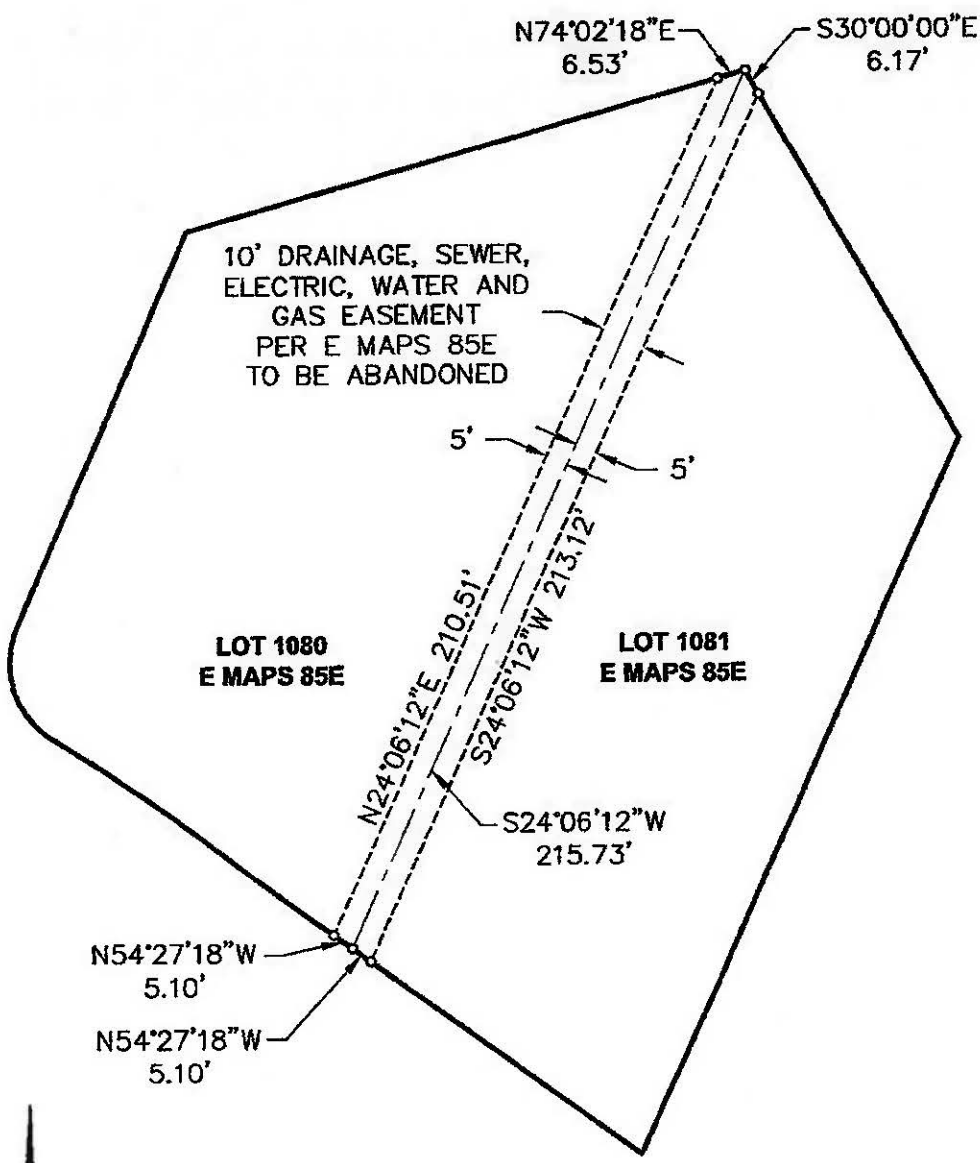 N74°02'18"E
6.53'
S30°00'00"E
6.17'
10' DRAINAGE, SEWER,
ELECTRIC, WATER AND
GAS EASEMENT
PER E MAPS 85E
TO BE ABANDONED
5'
5'
N24°06'12"E 210.51'
S24°06'12"W 213.12'
LOT 1080
E MAPS 85E
LOT 1081
E MAPS 85E
S24°06'12"W
215.73'
N54°27'18"W
5.10'
N54°27'18"W
5.10'